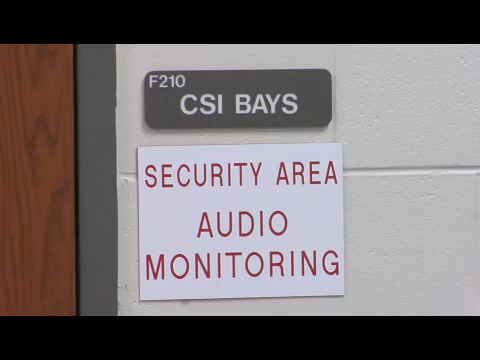 F210
CSI BAYS
SECURITY AREA
AUDIO
MONITORING